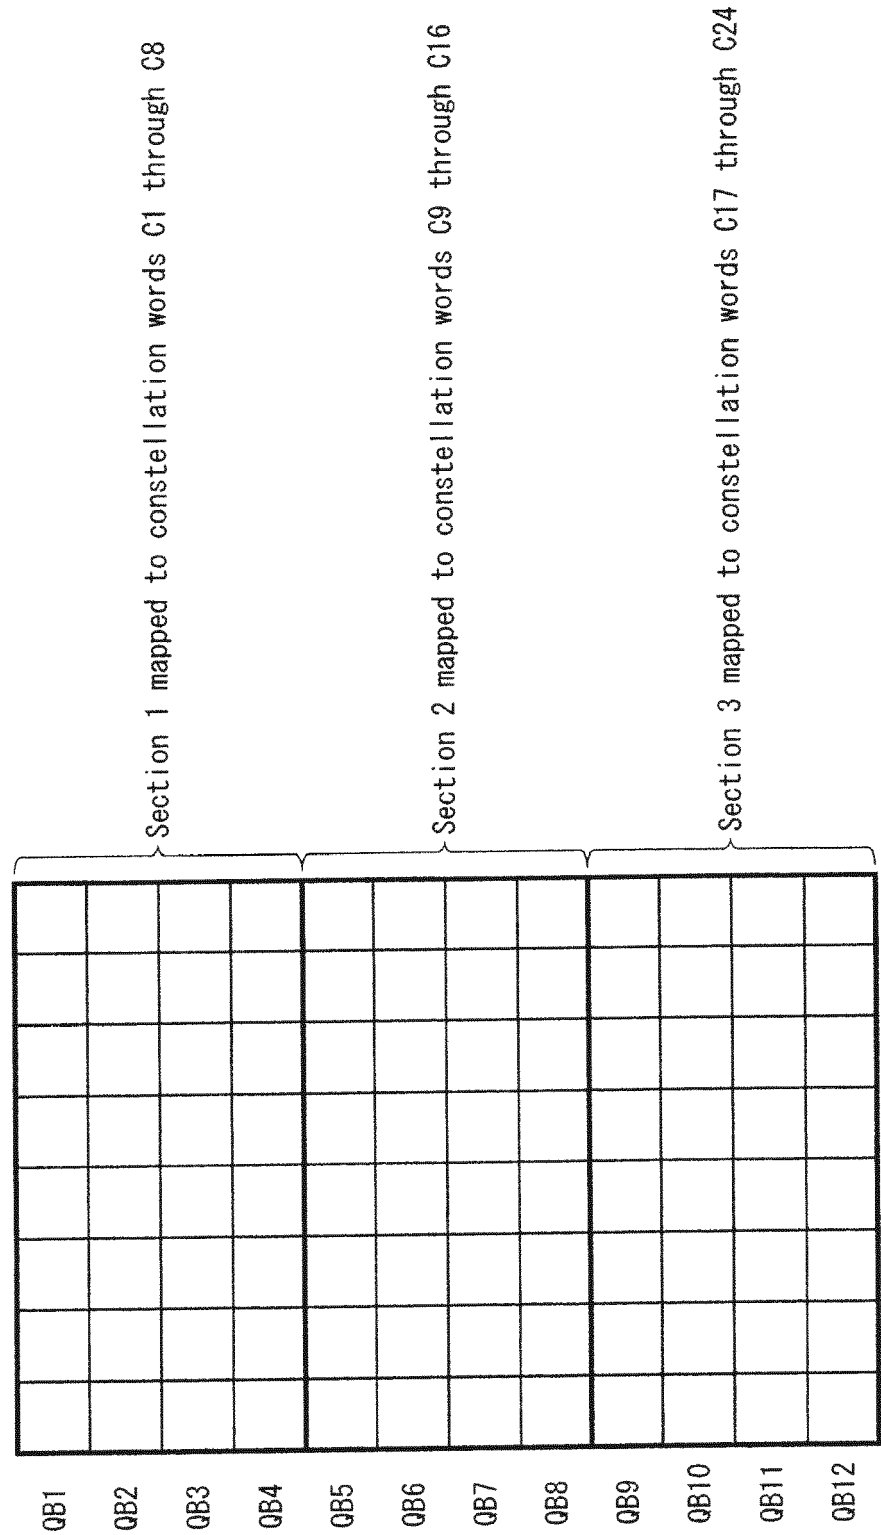 QB1
QB2
QB3
QB4
QB5
QB6
QB7
QB8
QB9
QB10
QB11
QB12
Section 1 mapped to constellation words C1 through C8
Section 2 mapped to constellation words C9 through C16
Section 3 mapped to constellation words C17 through C24